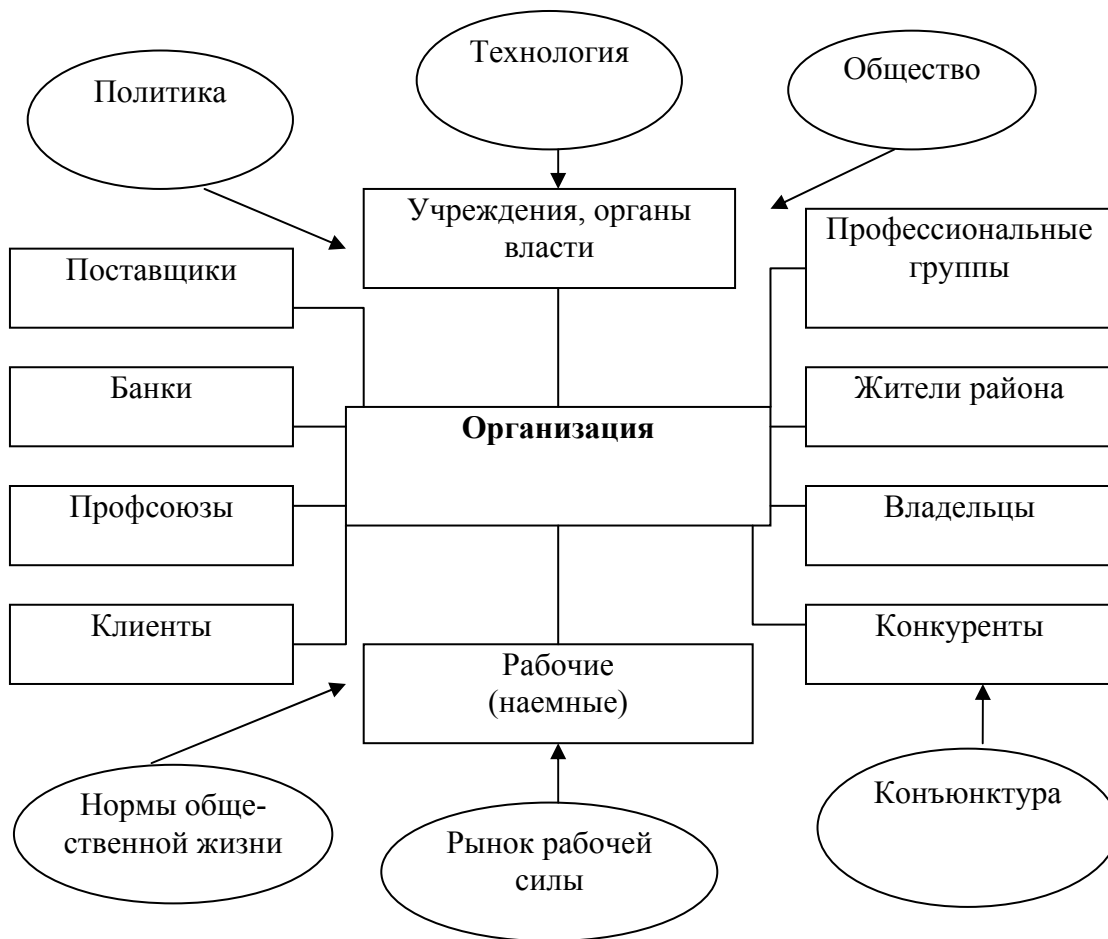 Технология
Общество
Политика
Учреждения, органы
власти
Профессиональные
группы
Поставщики
Банки
Жители района
Организация
Профсоюзы
Владельцы
Клиенты
Конкуренты
Рабочие
(наемные)
Нормы обще-
ственной жизни
Рынок рабочей
силы
Конъюнктура